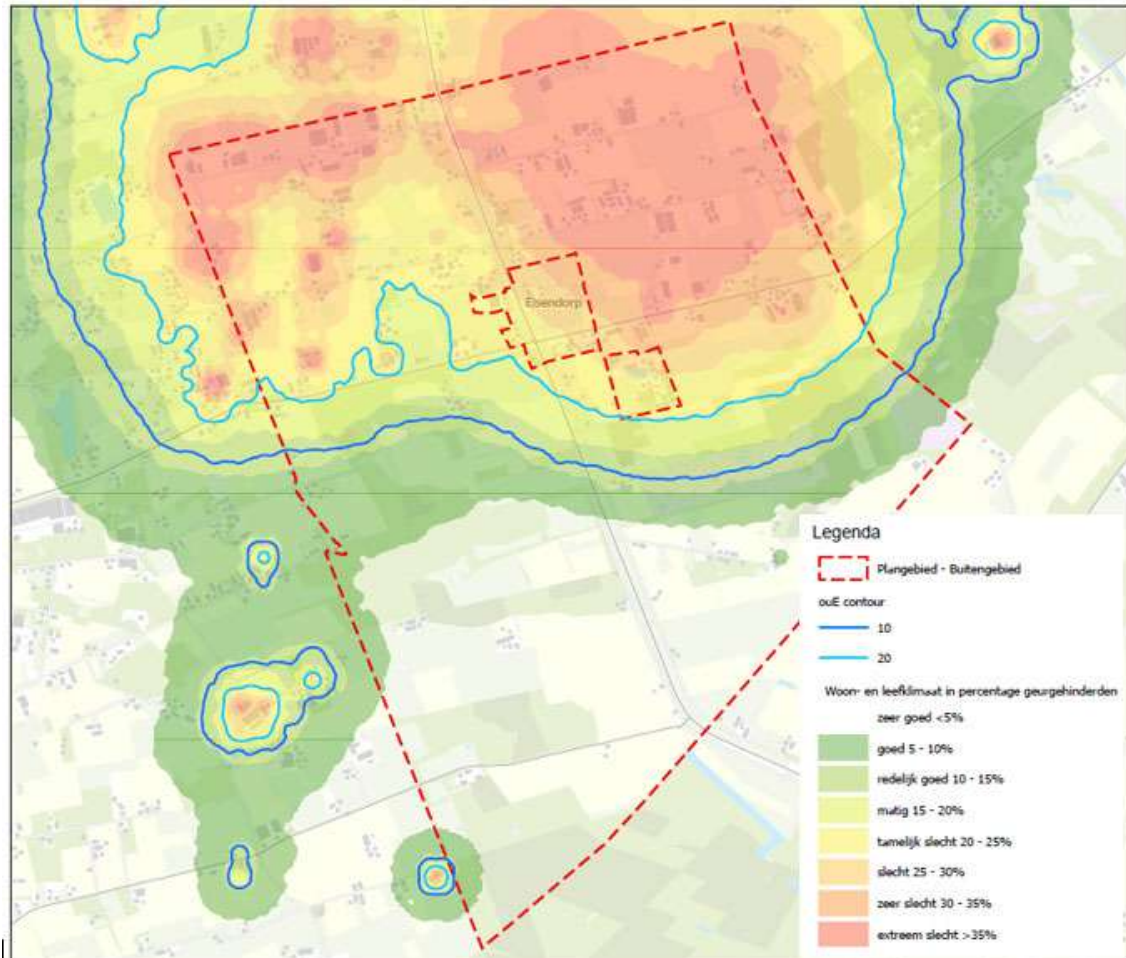 Elsendorp
Legenda
Plangebied - Buitengebied
ouE contour
10
20
Woon- en leefklimaat in percentage geurgehinderden
zeer goed <5%
goed 5 - 10%
redelijk goed 10 - 15%
matig 15 - 20%
tamelijk slecht 20 - 25%
slecht 25 - 30%
zeer slecht 30 - 35%
extreem slecht >35%